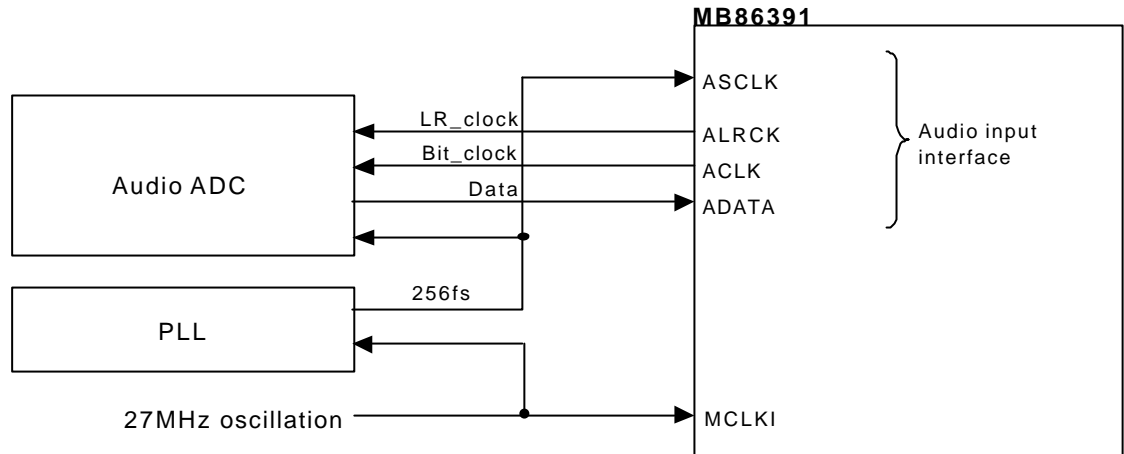 MB86391
ASCLK
LR_clock
ALRCK
Audio input
interface
Bit_clock
ACLK
Audio ADC
Data
ADATA
256fs
PLL
27MHz oscillation
MCLKI